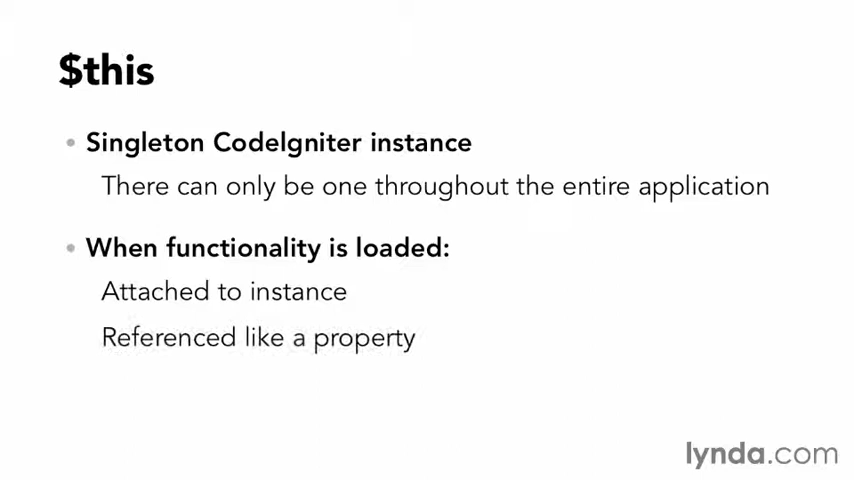 $this
Singleton CodeIgniter instance
There can only be one throughout the entire application
When functionality is loaded:
Attached to instance
Referenced like a property
lynda.com